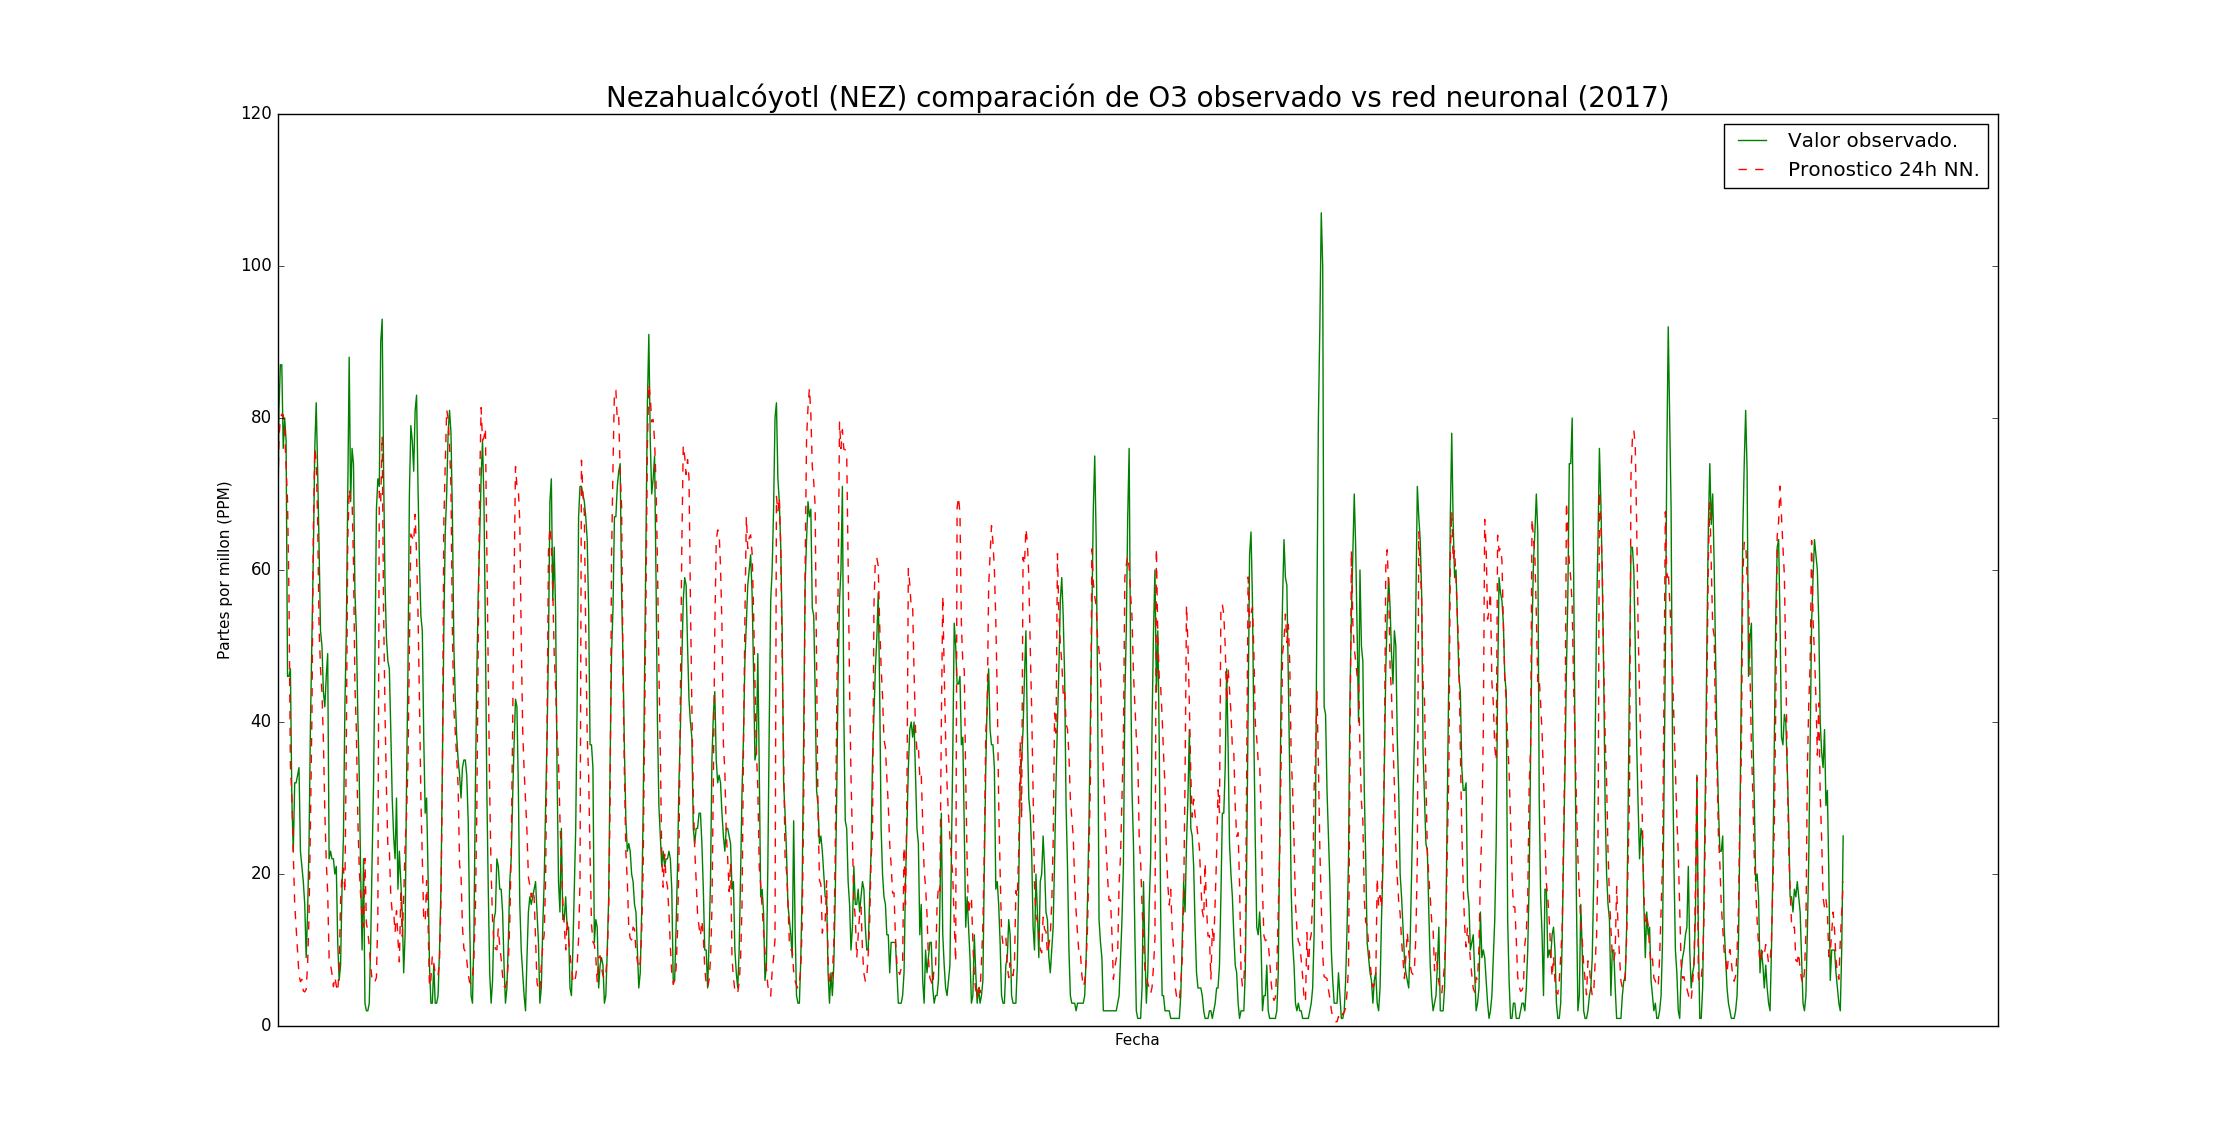 Nezahualcóyotl (NEZ) comparación de O3 observado vs red neuronal (2017)
120
100
80
60
40
20
0
Partes por millon (PPM)
Valor observado.
Pronostico 24h NN.
Fecha